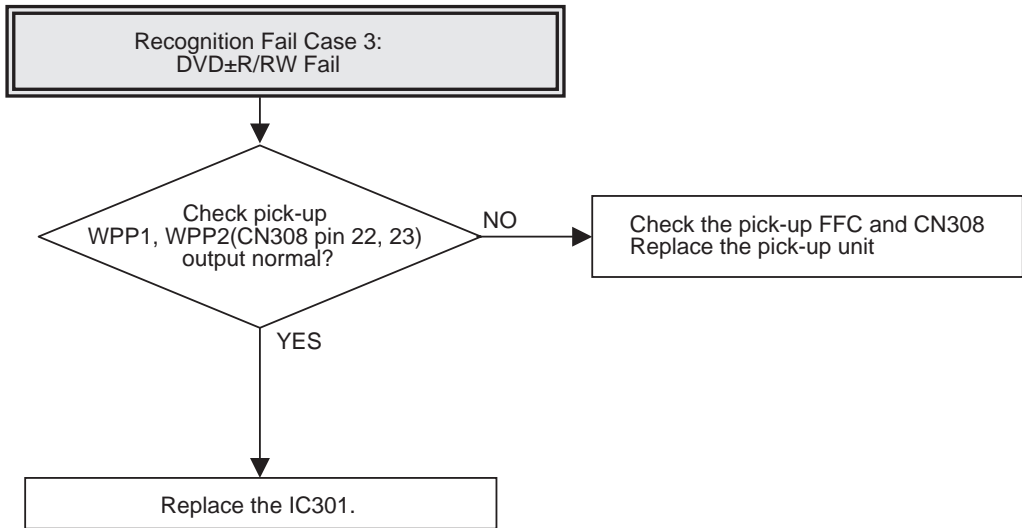 Recognition Fail Case 3:
DVD±R/RW Fail
Check pick-up
WPP1, WPP2(CN308 pin 22, 23)
output normal?
NO
Check the pick-up FFC and CN308
Replace the pick-up unit
YES
Replace the IC301.